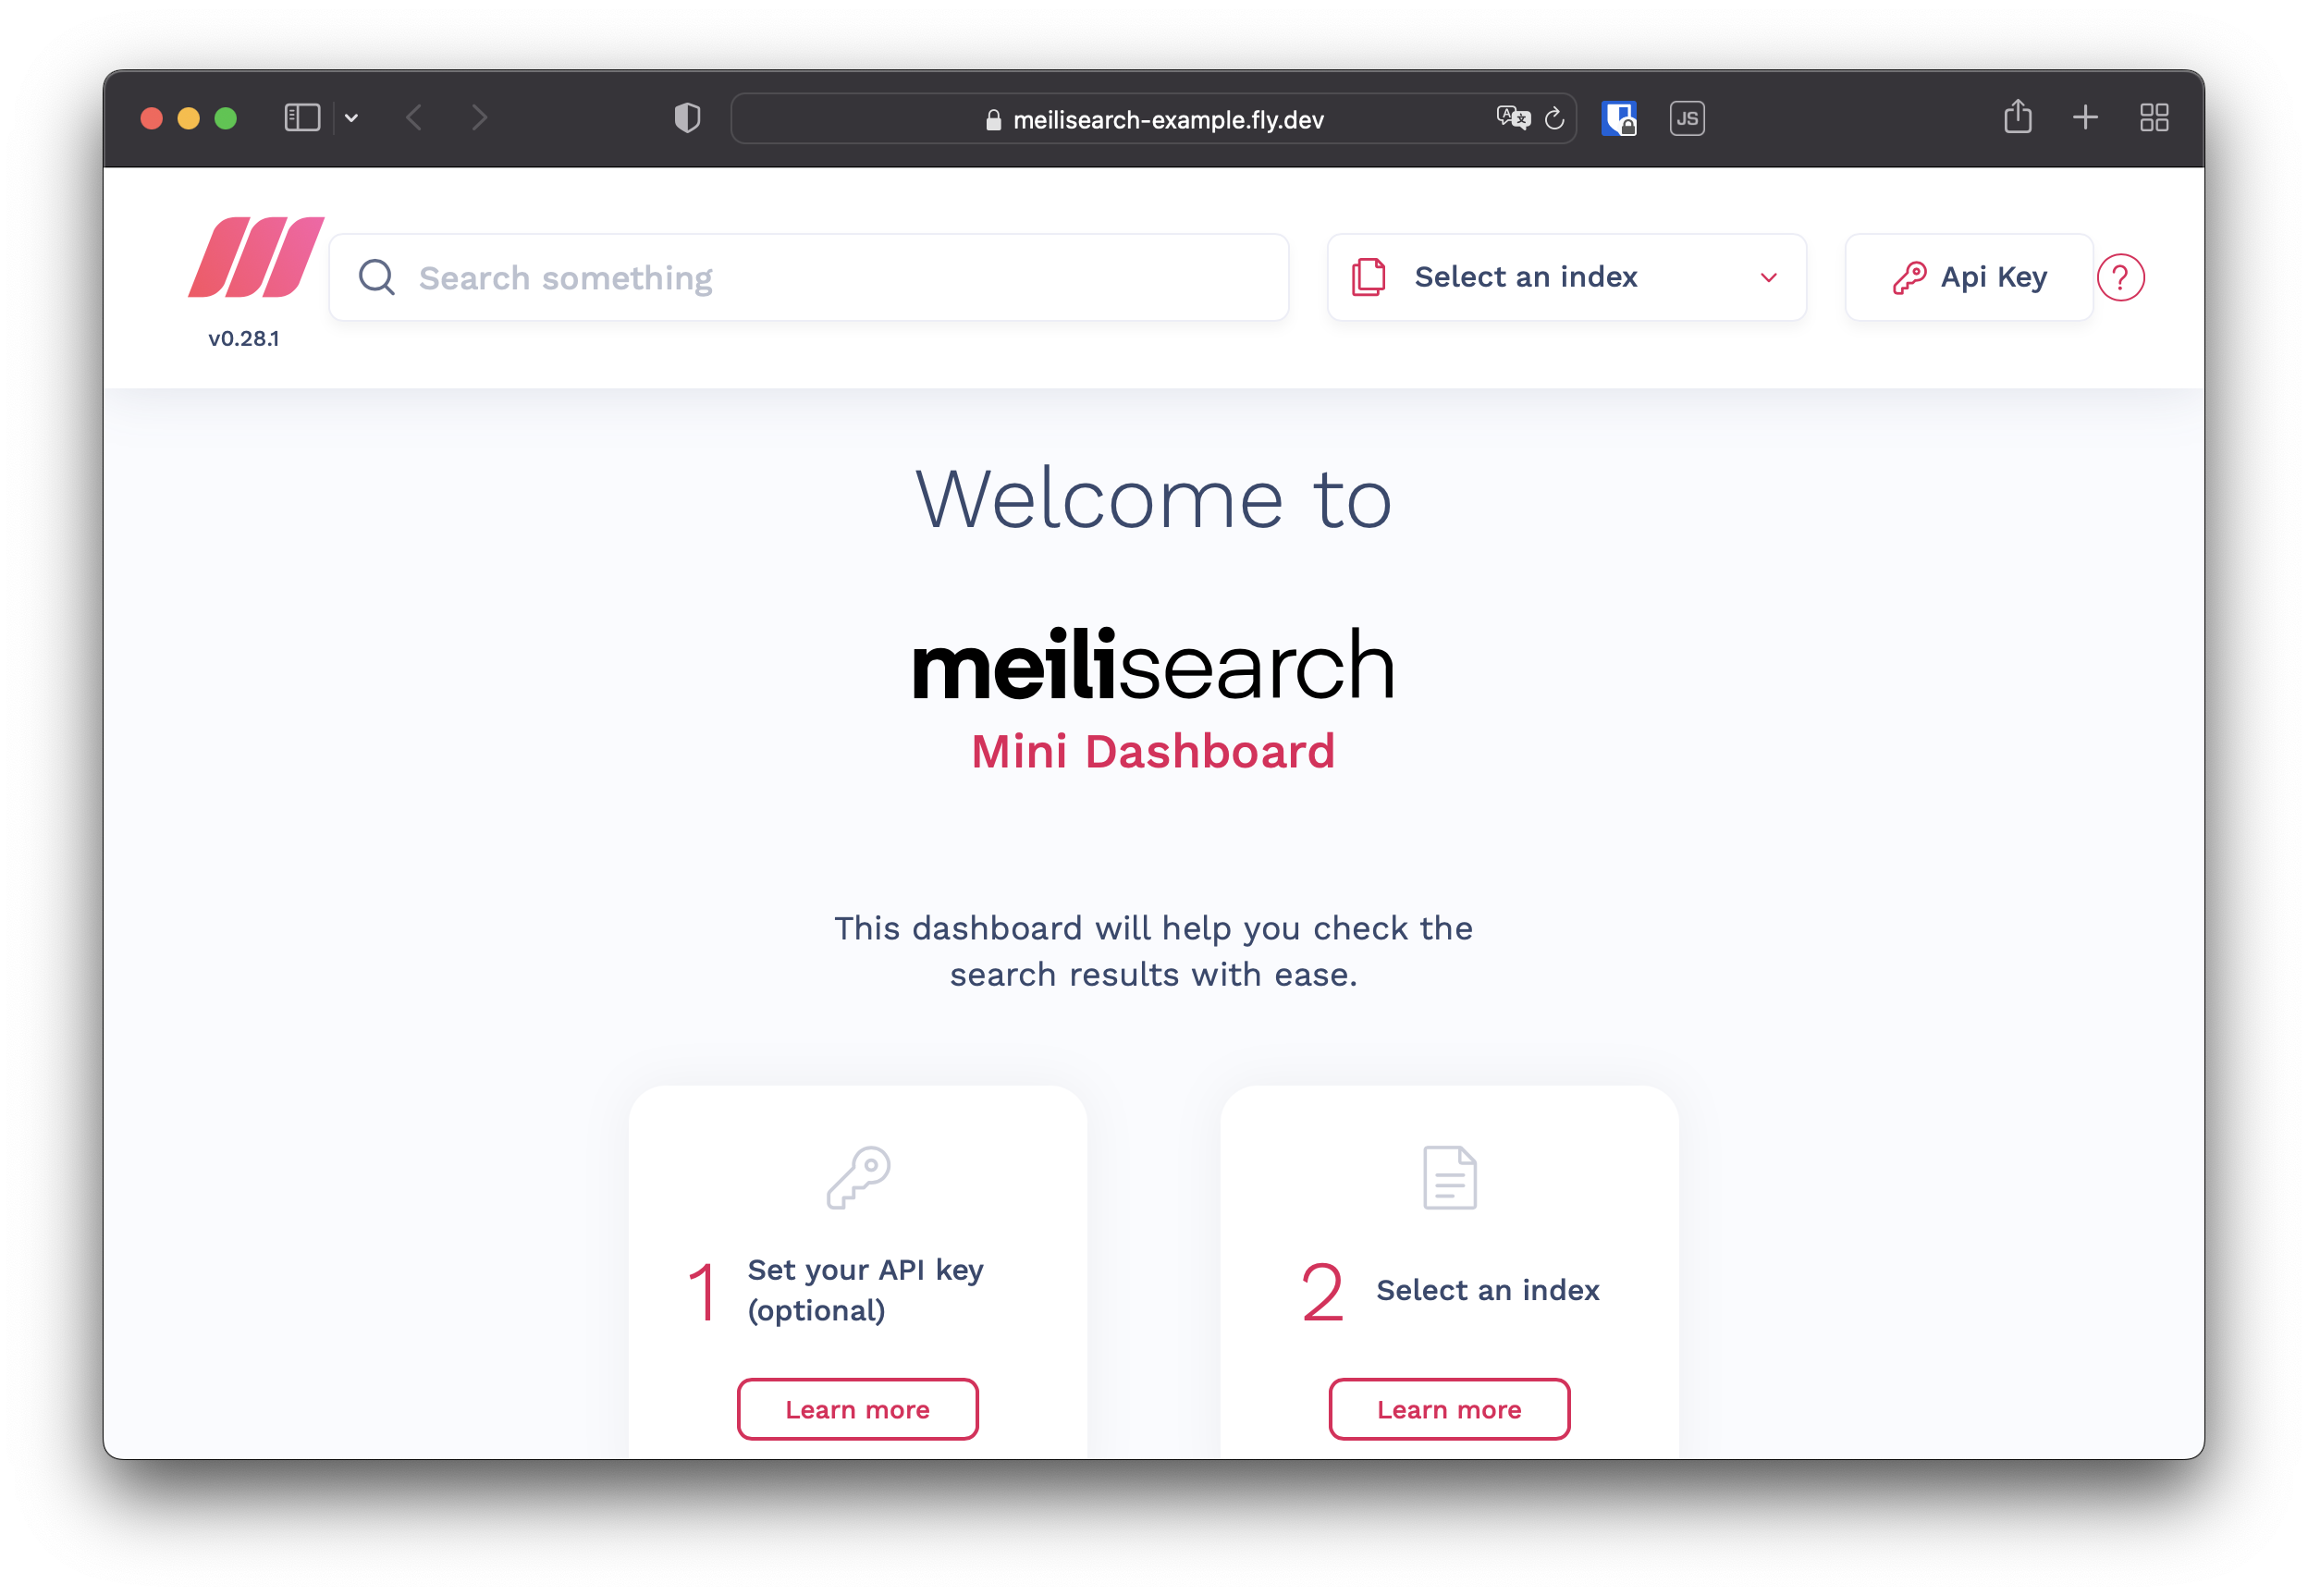 meilisearch-example.fly.dev
JS
Search something
Select an index
Api Key
?
v0.28.1
Welcome to
meilisearch
Mini Dashboard
This dashboard will help you check the
search results with ease.
1
Set your API key
(optional)
Learn more
2
Select an index
Learn more